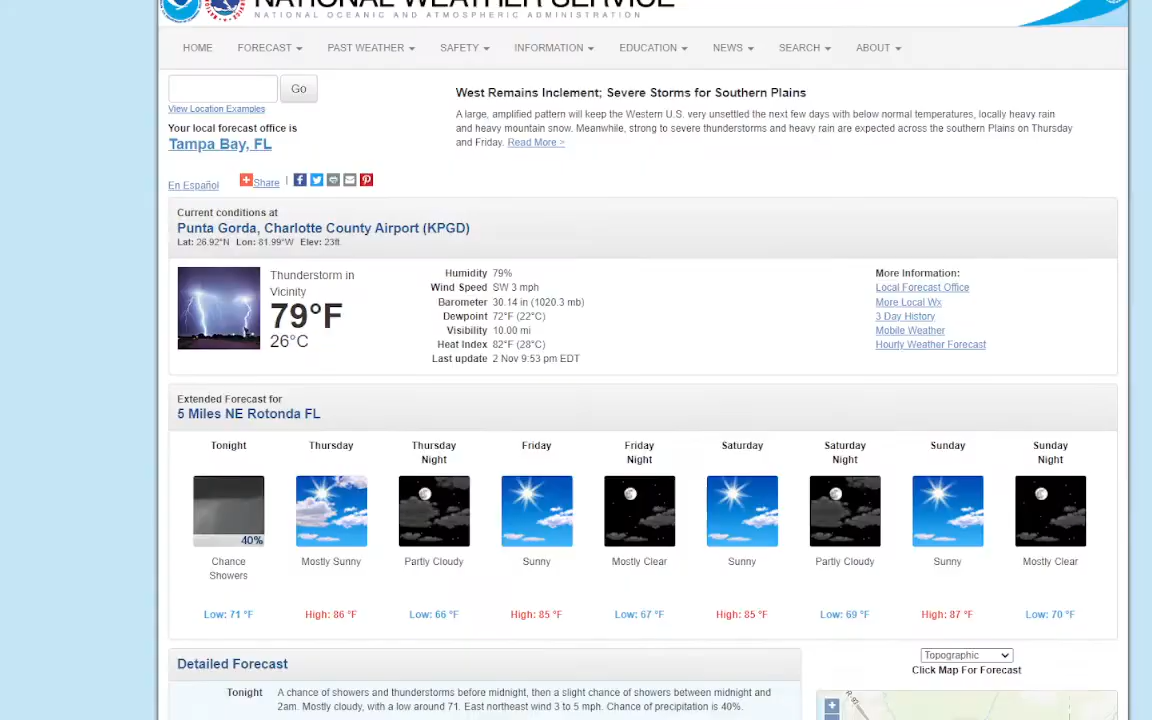 NATIONAL WEATHER SERVICE
NATIONAL OCEANIC AND ATMOSPHERIC ADMINISTRATION
HOME FORECAST PAST WEATHER SAFETY INFORMATION EDUCATION NEWS SEARCH ABOUT
Go
View Location Examples
Your local forecast office is
Tampa Bay, FL
En Español
Share
West Remains Inclement; Severe Storms for Southern Plains
A large, amplified pattern will keep the Western U.S. very unsettled the next few days with below normal temperatures, locally heavy rain
and heavy mountain snow. Meanwhile, strong to severe thunderstorms and heavy rain are expected across the southern Plains on Thursday
and Friday. Read More >
Current conditions at
Punta Gorda, Charlotte County Airport (KPGD)
Lat: 26.92°N Lon: 81.99°W Elev: 23ft.
Thunderstorm in
Vicinity
79°F
26°C
Humidity 79%
Wind Speed SW 3 mph
Barometer 30.14 in (1020.3 mb)
Dewpoint 72°F (22°C)
Visibility 10.00 mi
Heat Index 82°F (28°C)
Last update 2 Nov 9:53 pm EDT
More Information:
Local Forecast Office
More Local Wx
3 Day History
Mobile Weather
Hourly Weather Forecast
Extended Forecast for
5 Miles NE Rotonda FL
Tonight Thursday Thursday Friday Friday Saturday Saturday Sunday Sunday
Night Night Night Night
40%
Chance Mostly Sunny Partly Cloudy Sunny Mostly Clear Sunny Partly Cloudy Sunny Mostly Clear
Showers
Low: 71 °F High: 86 °F Low: 66 °F High: 85 °F Low: 67 °F High: 85 °F Low: 69 °F High: 87 °F Low: 70 °F
Detailed Forecast
Tonight A chance of showers and thunderstorms before midnight, then a slight chance of showers between midnight and
2am. Mostly cloudy, with a low around 71. East northeast wind 3 to 5 mph. Chance of precipitation is 40%.
Topographic
Click Map For Forecast
+